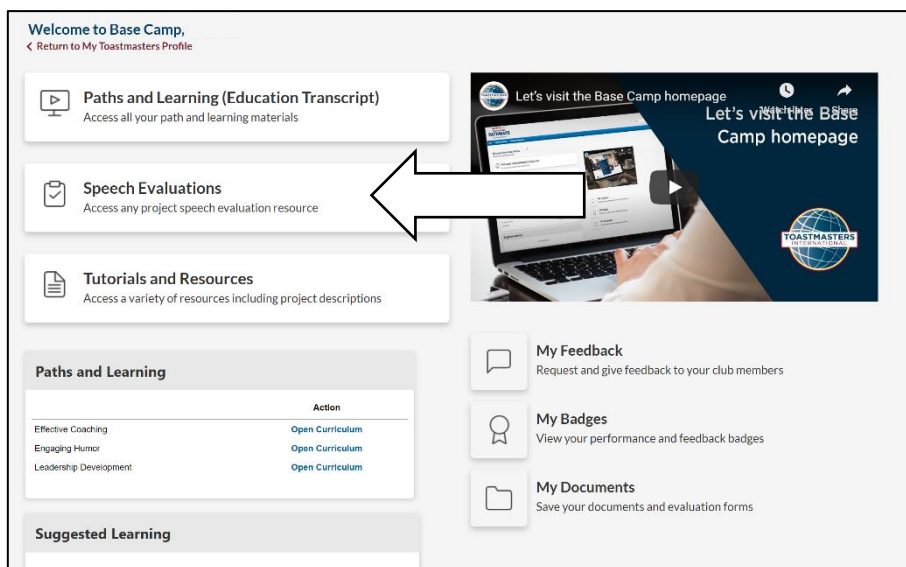 Welcome to Base Camp,
< Return to My Toastmasters Profile
Paths and Learning (Education Transcript)
Access all your path and learning materials
Speech Evaluations
Access any project speech evaluation resource
Tutorials and Resources
Access a variety of resources including project descriptions
Paths and Learning
Action
Effective Coaching Open Curriculum
Engaging Humor Open Curriculum
Leadership Development Open Curriculum
Suggested Learning
Let's visit the Base Camp homepage
Watch later Share
Let's visit the Base
Camp homepage
TOASTMASTERS
INTERNATIONAL
My Feedback
Request and give feedback to your club members
My Badges
View your performance and feedback badges
My Documents
Save your documents and evaluation forms